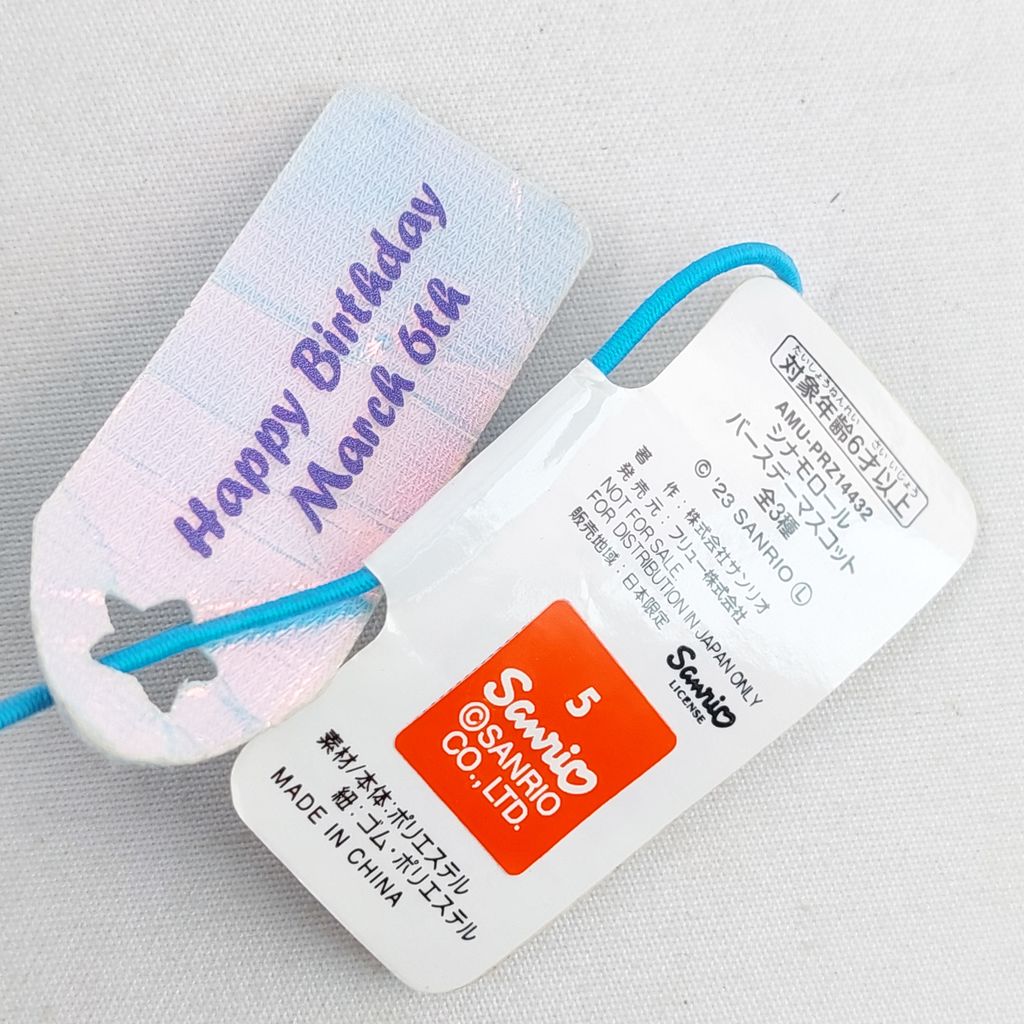 Happy Birthday
March 6th
たいしょうねんれい さい いじょう
対象年齢6才以上
AMU-PRZ14432
シナモロール
バースデーマスコット
全3種
© '23 SANRIO Ⓛ
著 作：株式会社サンリオ
発売元：フリュー株式会社
NOT FOR SALE
FOR DISTRIBUTION IN JAPAN ONLY
販売地域：日本限定
Sanrio
LICENSE
5
Sanrio
©SANRIO
CO., LTD.
素材/本体:ポリエステル
紐:ゴム・ポリエステル
MADE IN CHINA